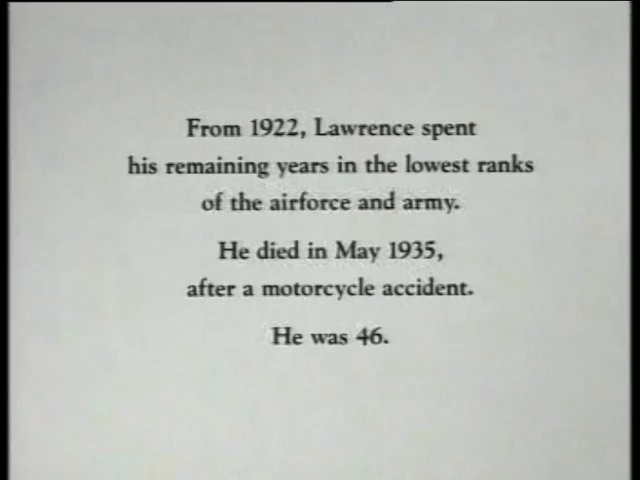 From 1922, Lawrence spent
his remaining years in the lowest ranks
of the airforce and army.
He died in May 1935,
after a motorcycle accident.
He was 46.